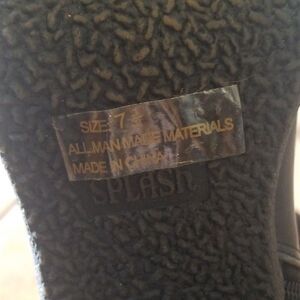 SIZE: 7
ALL MAN MADE MATERIALS
MADE IN CHINA
SPLASH